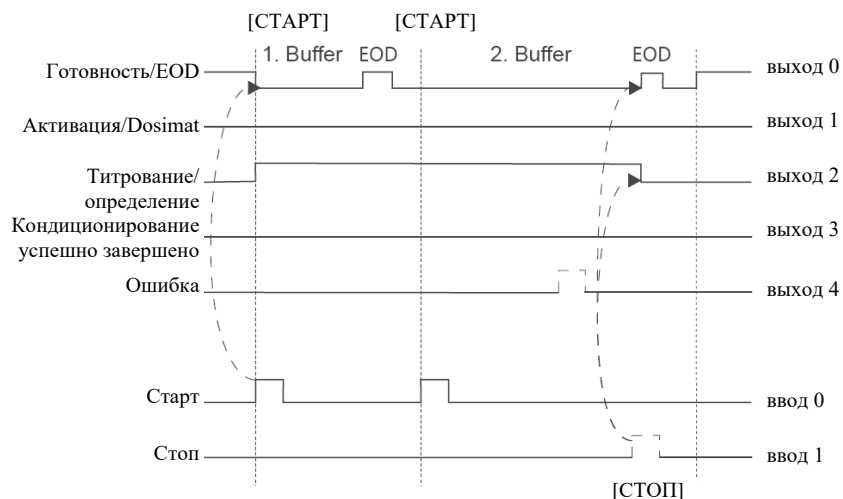 [СТАРТ] [СТАРТ]
1. Buffer EOD 2. Buffer EOD
Готовность/EOD выход 0
Активация/Dosimat выход 1
Титрование/
определение выход 2
Кондиционирование
успешно завершено выход 3
Ошибка выход 4
Старт ввод 0
Стоп ввод 1
[СТОП]